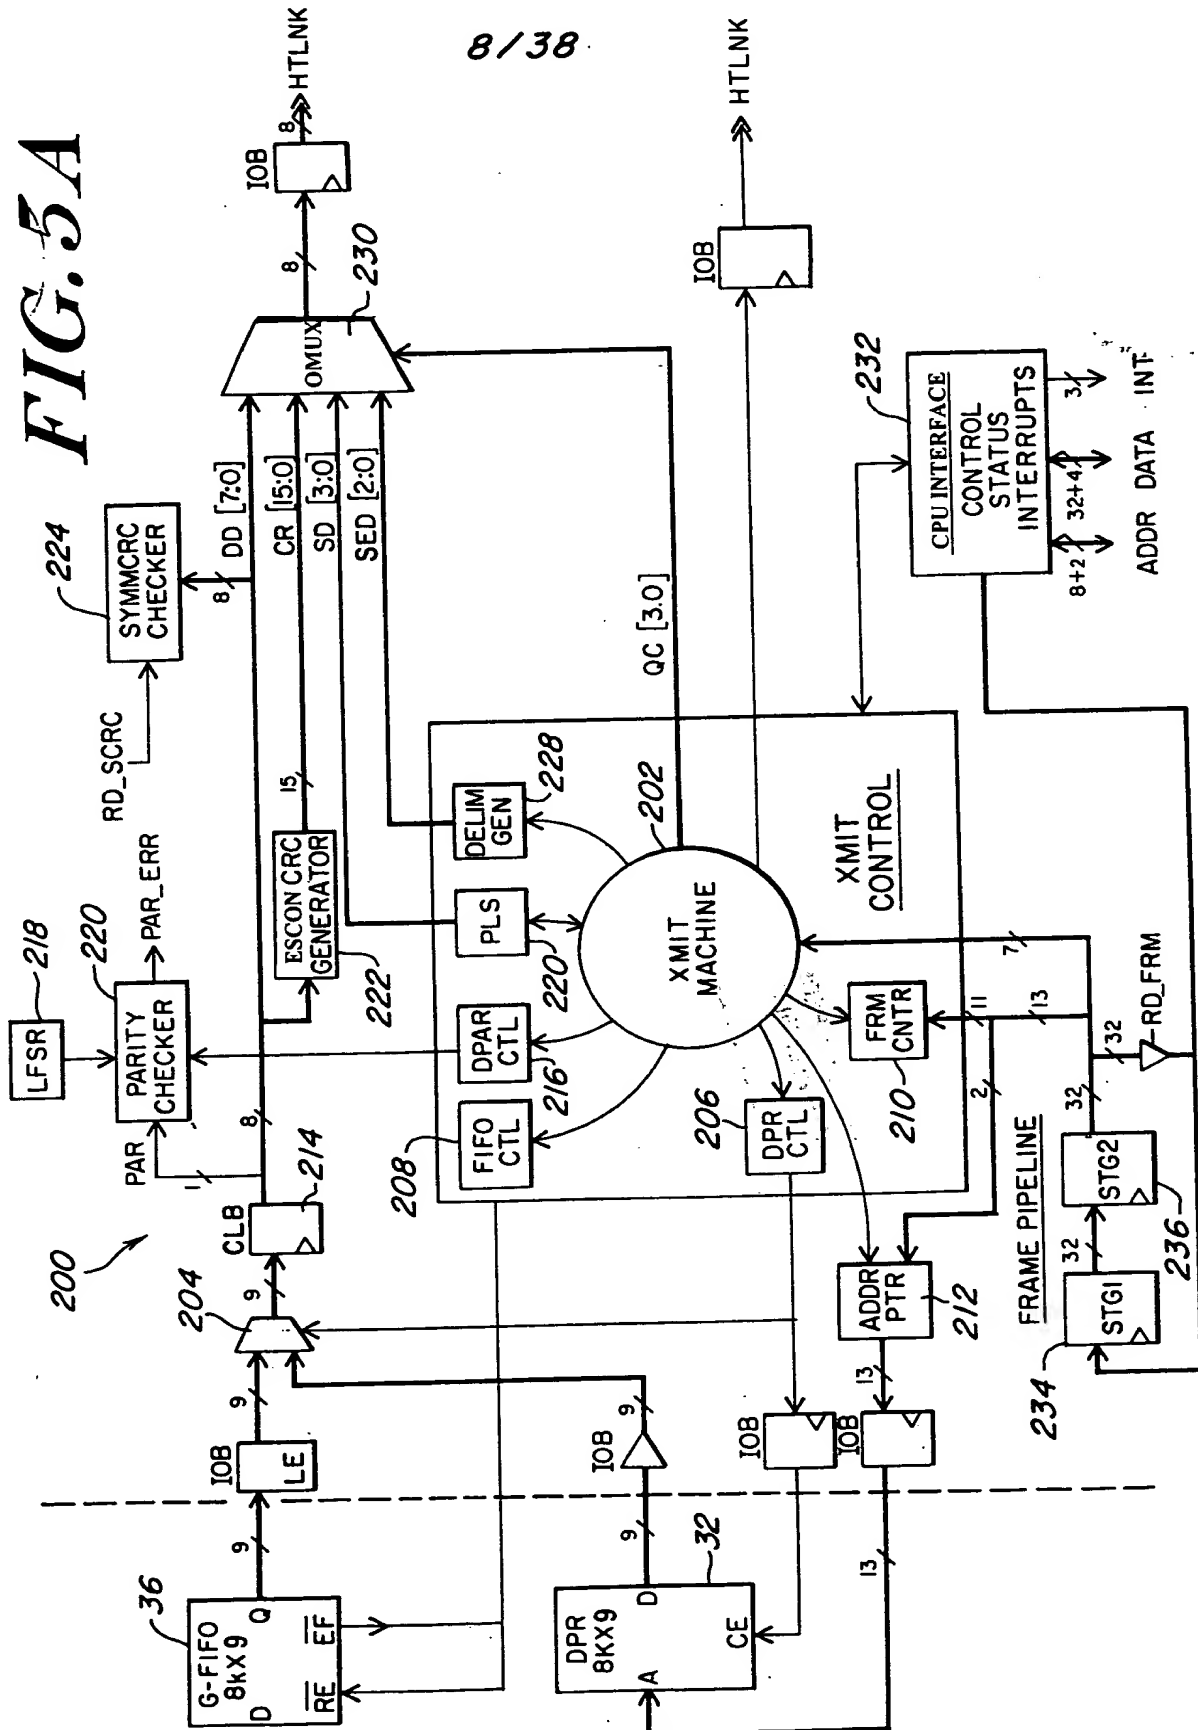 8/38
FIG. 5A
G-FIFO
8kX9
D
Q
RE
EF
36
9
IOB
LE
9
204
200
9
CLB
214
PAR
1
8
LFSR
218
PARITY
CHECKER
220
PAR_ERR
RD_SCRC
SYMMCRC
CHECKER
224
8
ESCON CRC
GENERATOR
222
15
DD [7:0]
CR [15:0]
SD [3:0]
SED [2:0]
OMUX
230
8
IOB
8
HTLNK
DPR
8KX9
A
D
CE
32
9
IOB
9
FIFO
CTL
208
DPAR
CTL
216
PLS
220
DELIM
GEN
228
XMIT
MACHINE
202
QC [3.0]
XMIT
CONTROL
DPR
CTL
206
FRM
CNTR
210
IOB
HTLNK
IOB
IOB
13
13
ADDR
PTR
212
2
11
13
7
FRAME PIPELINE
STG1
234
32
STG2
236
32
32
RD_FRM
CPU INTERFACE
CONTROL
STATUS
INTERRUPTS
232
8+2
32+4
3
ADDR DATA INT